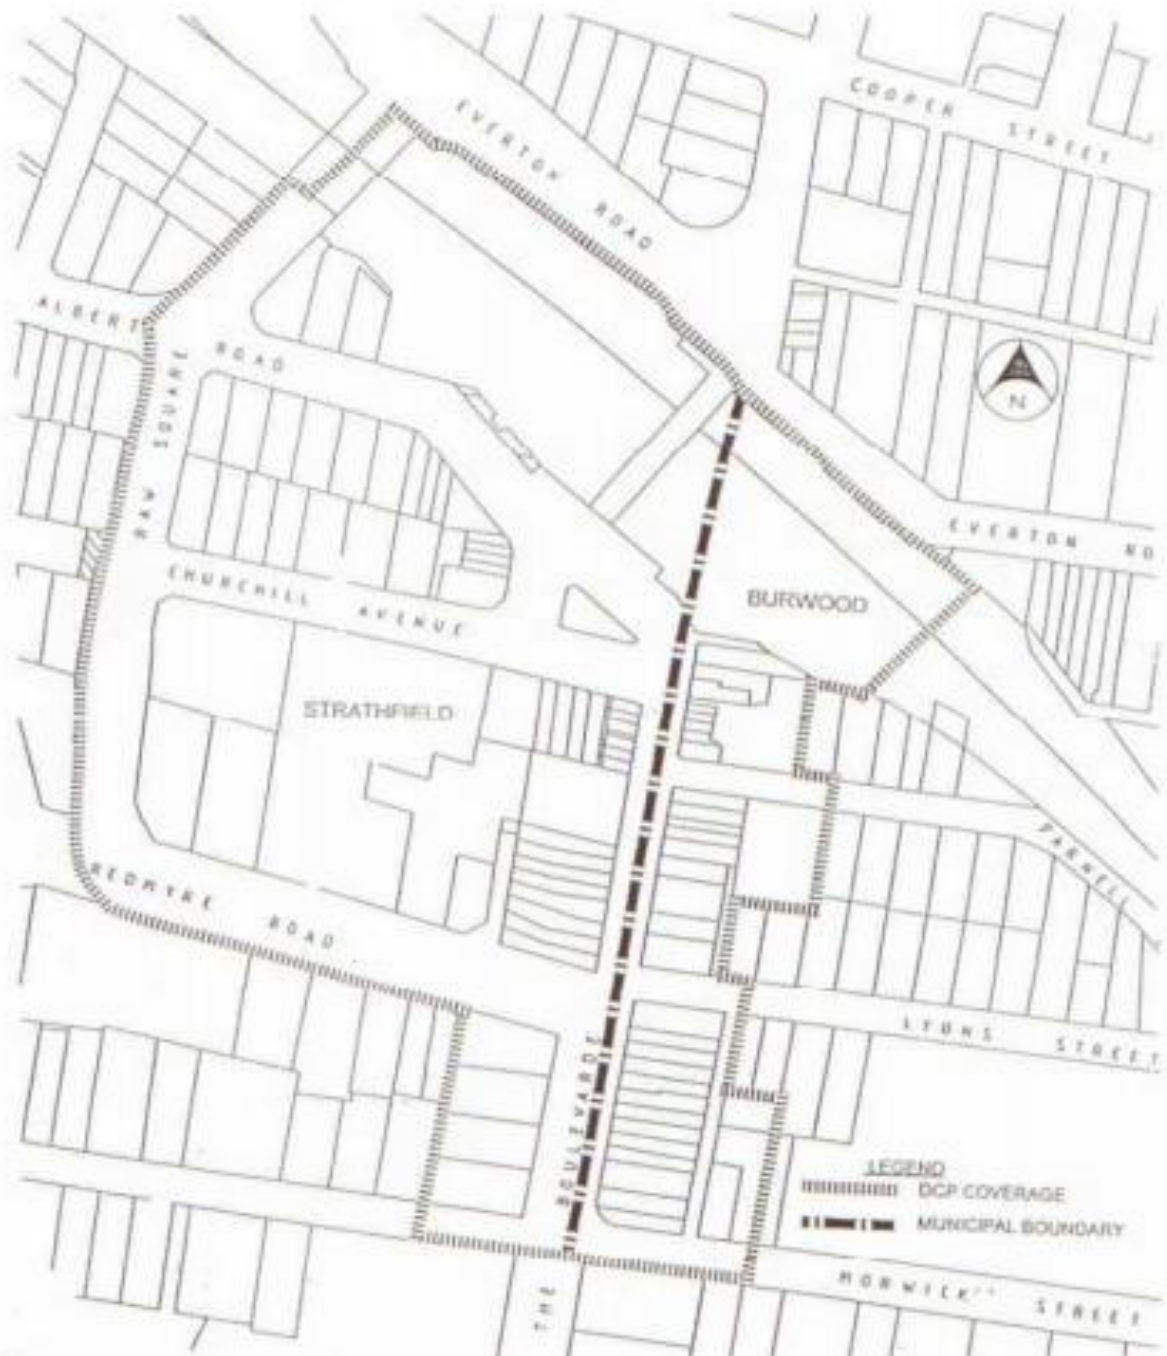 COOPER STREET
EVERTON ROAD
ALBERT
ROAD
RAW SQUARE
N
EVERTON RD
CHURCHILL AVENUE
BURWOOD
STRATHFIELD
PARNELL
REDMYRE ROAD
LYONS STREET
THE BOULEVARDE
LEGEND
DCP COVERAGE
MUNICIPAL BOUNDARY
MORWICK STREET